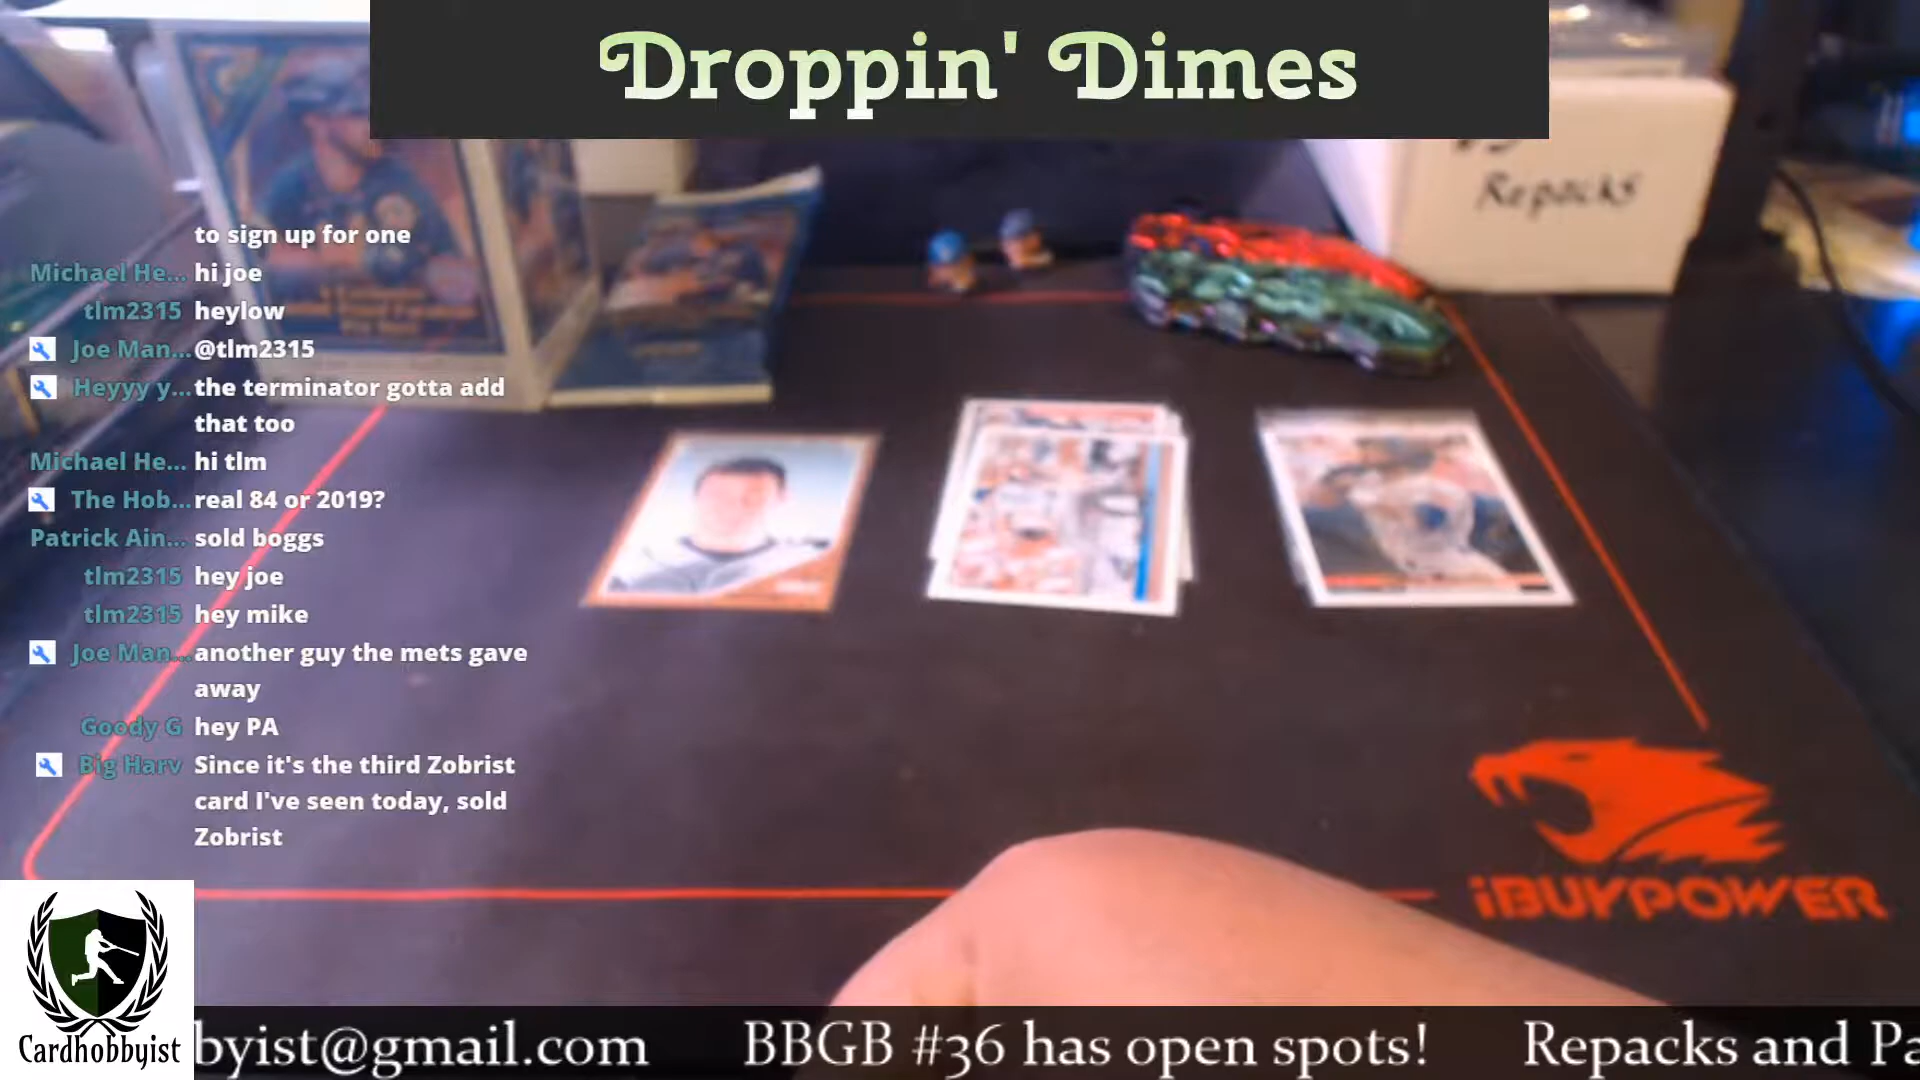 Droppin' Dimes
Repacks
to sign up for one
Michael He... hi joe
tlm2315 heylow
Joe Man... @tlm2315
Heyyy y... the terminator gotta add
that too
Michael He... hi tlm
The Hob... real 84 or 2019?
Patrick Ain... sold boggs
tlm2315 hey joe
tlm2315 hey mike
Joe Man... another guy the mets gave
away
Goody G hey PA
Big Harv Since it's the third Zobrist
card I've seen today, sold
Zobrist
iBUYPOWER
Cardhobbyist
byist@gmail.com BBGB #36 has open spots! Repacks and Pa